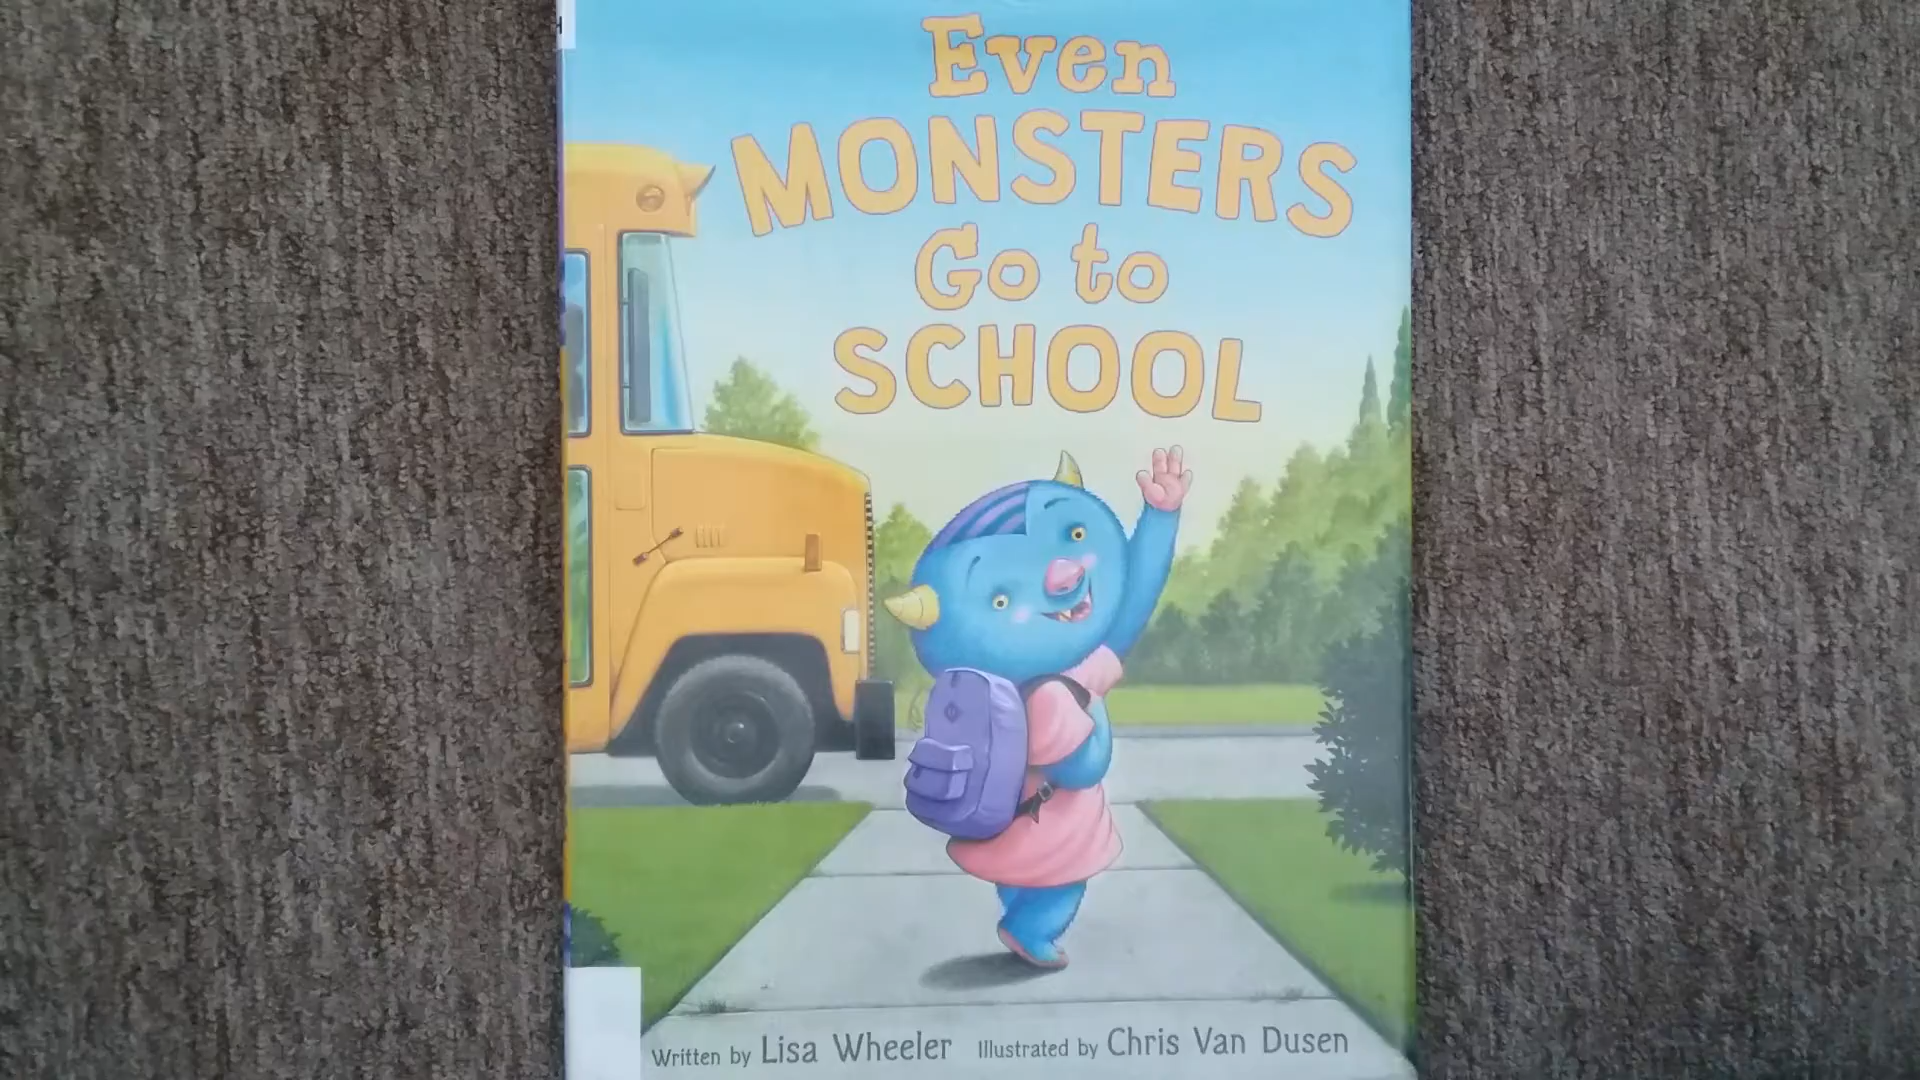 Even
MONSTERS
Go to
SCHOOL
Written by Lisa Wheeler Illustrated by Chris Van Dusen